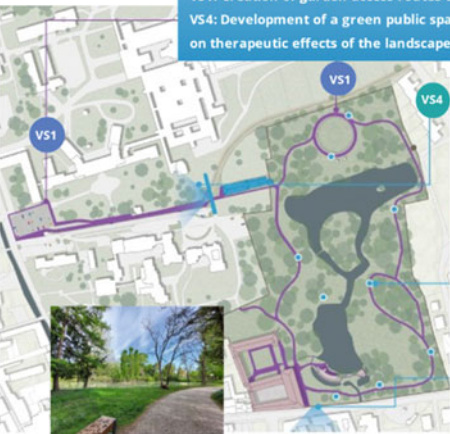 VS4: Development of a green public spa
on therapeutic effects of the landscape
VS1
VS4
VS1